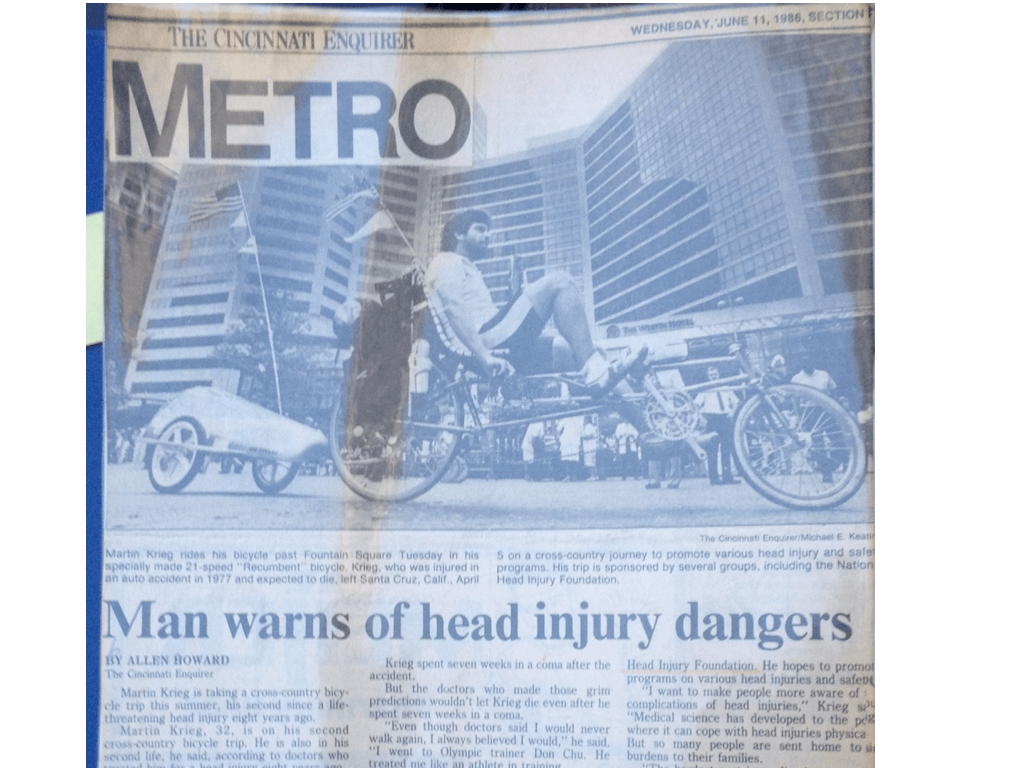 THE CINCINNATI ENQUIRER
WEDNESDAY, JUNE 11, 1986, SECTION
METRO
THE WESTIN HOTEL
The Cincinnati Enquirer/Michael E.
Martin Krieg rides his bicycle past Fountain Square Tuesday in his
specially made 21-speed "Recumbent" bicycle. Krieg, who was injured in
an auto accident in 1977 and expected to die, left Santa Cruz, Calif., April
5 on a cross-country journey to promote various head injury and safe
programs. His trip is sponsored by several groups, including the Nation
Head Injury Foundation.
Man warns of head injury dangers
BY ALLEN HOWARD
The Cincinnati Enquirer
Martin Krieg is taking a cross-country bicy-
cle trip this summer, his second since a life-
threatening head injury eight years ago.
Martin Krieg, 32, is on his second
cross-country bicycle trip. He is also in his
second life, he said, according to doctors who
treated him for a head injury eight years ago.
Krieg spent seven weeks in a coma after the
accident.
But the doctors who made those grim
predictions wouldn't let Krieg die even after he
spent seven weeks in a coma.
"Even though doctors said I would never
walk again, I always believed I would," he said.
"I went to Olympic trainer Don Chu. He
treated me like an athlete in training.
Head Injury Foundation. He hopes to promot
programs on various head injuries and safety
"I want to make people more aware of
complications of head injuries," Krieg
"Medical science has developed to the
where it can cope with head injuries physica
But so many people are sent home to
burdens to their families.